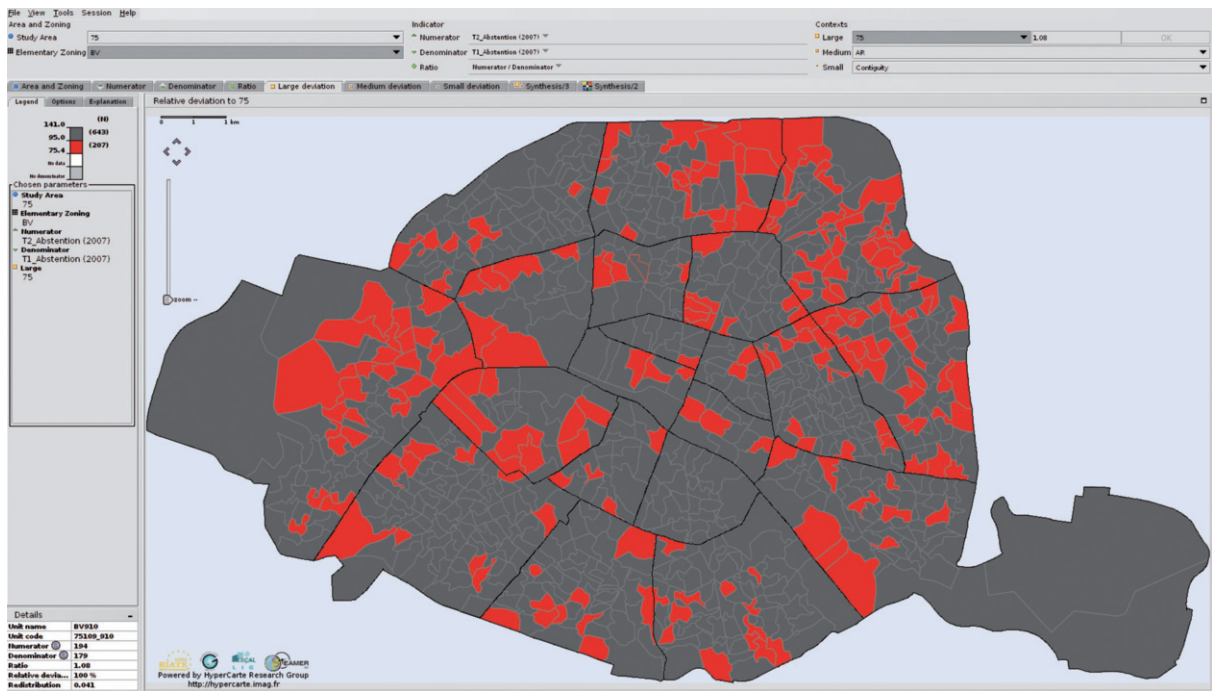 File View Tools Session Help
Area and Zoning
Study Area 75
Elementary Zoning BV
Indicator
Numerator T2_Abstention (2007)
Denominator T1_Abstention (2007)
Ratio Numerator / Denominator
Contexts
Large 75 1.08 OK
Medium AR
Small Contiguity
Area and Zoning Numerator Denominator Ratio Large deviation Medium deviation Small deviation Synthesis/3 Synthesis/2
Legend Options Explanation
(N)
141.0
(643)
95.0
(207)
75.4
No data
No denominator
Chosen parameters
Study Area
75
Elementary Zoning
BV
Numerator
T2_Abstention (2007)
Denominator
T1_Abstention (2007)
Large
75
Relative deviation to 75
0 1 1 km
zoom --
Details
Unit name BV910
Unit code 75109_910
Numerator 194
Denominator 179
Ratio 1.08
Relative devia... 100 %
Redistribution 0.041
LIG
Powered by HyperCarte Research Group
http://hypercarte.imag.fr